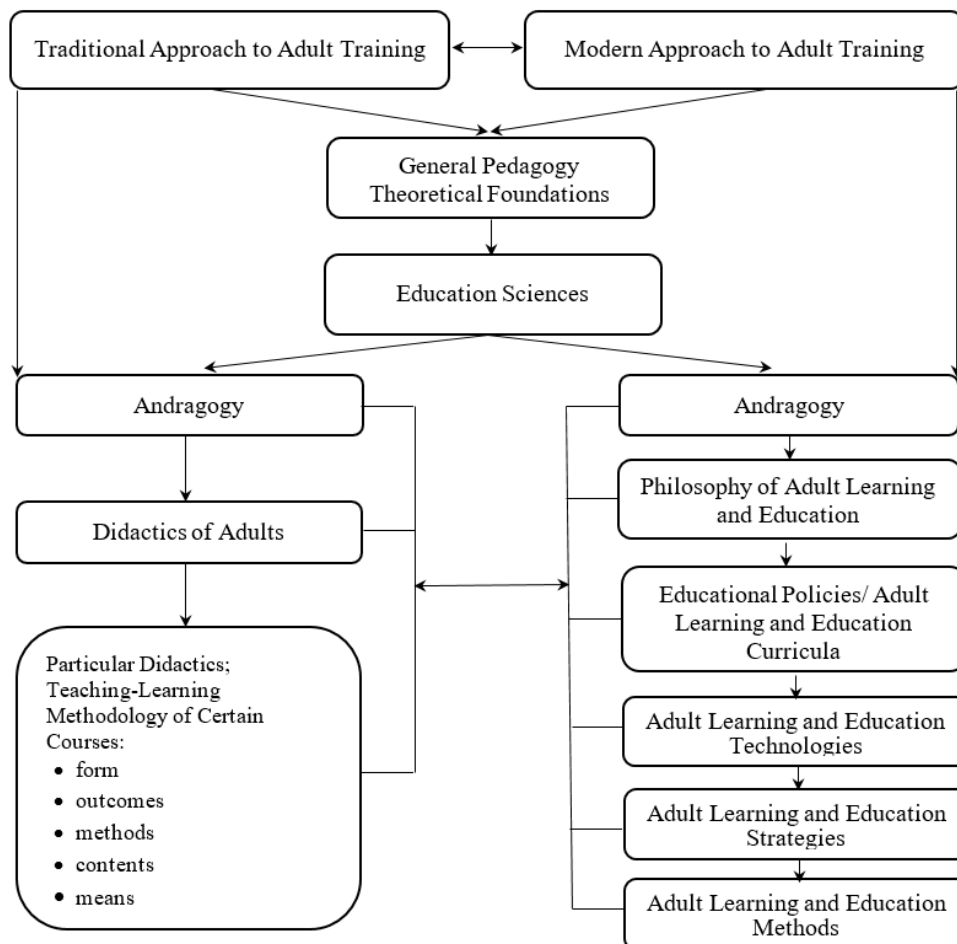 Traditional Approach to Adult Training
Modern Approach to Adult Training
General Pedagogy
Theoretical Foundations
Education Sciences
Andragogy
Didactics of Adults
Particular Didactics;
Teaching-Learning
Methodology of Certain
Courses:
• form
• outcomes
• methods
• contents
• means
Andragogy
Philosophy of Adult Learning
and Education
Educational Policies/ Adult
Learning and Education
Curricula
Adult Learning and Education
Technologies
Adult Learning and Education
Strategies
Adult Learning and Education
Methods